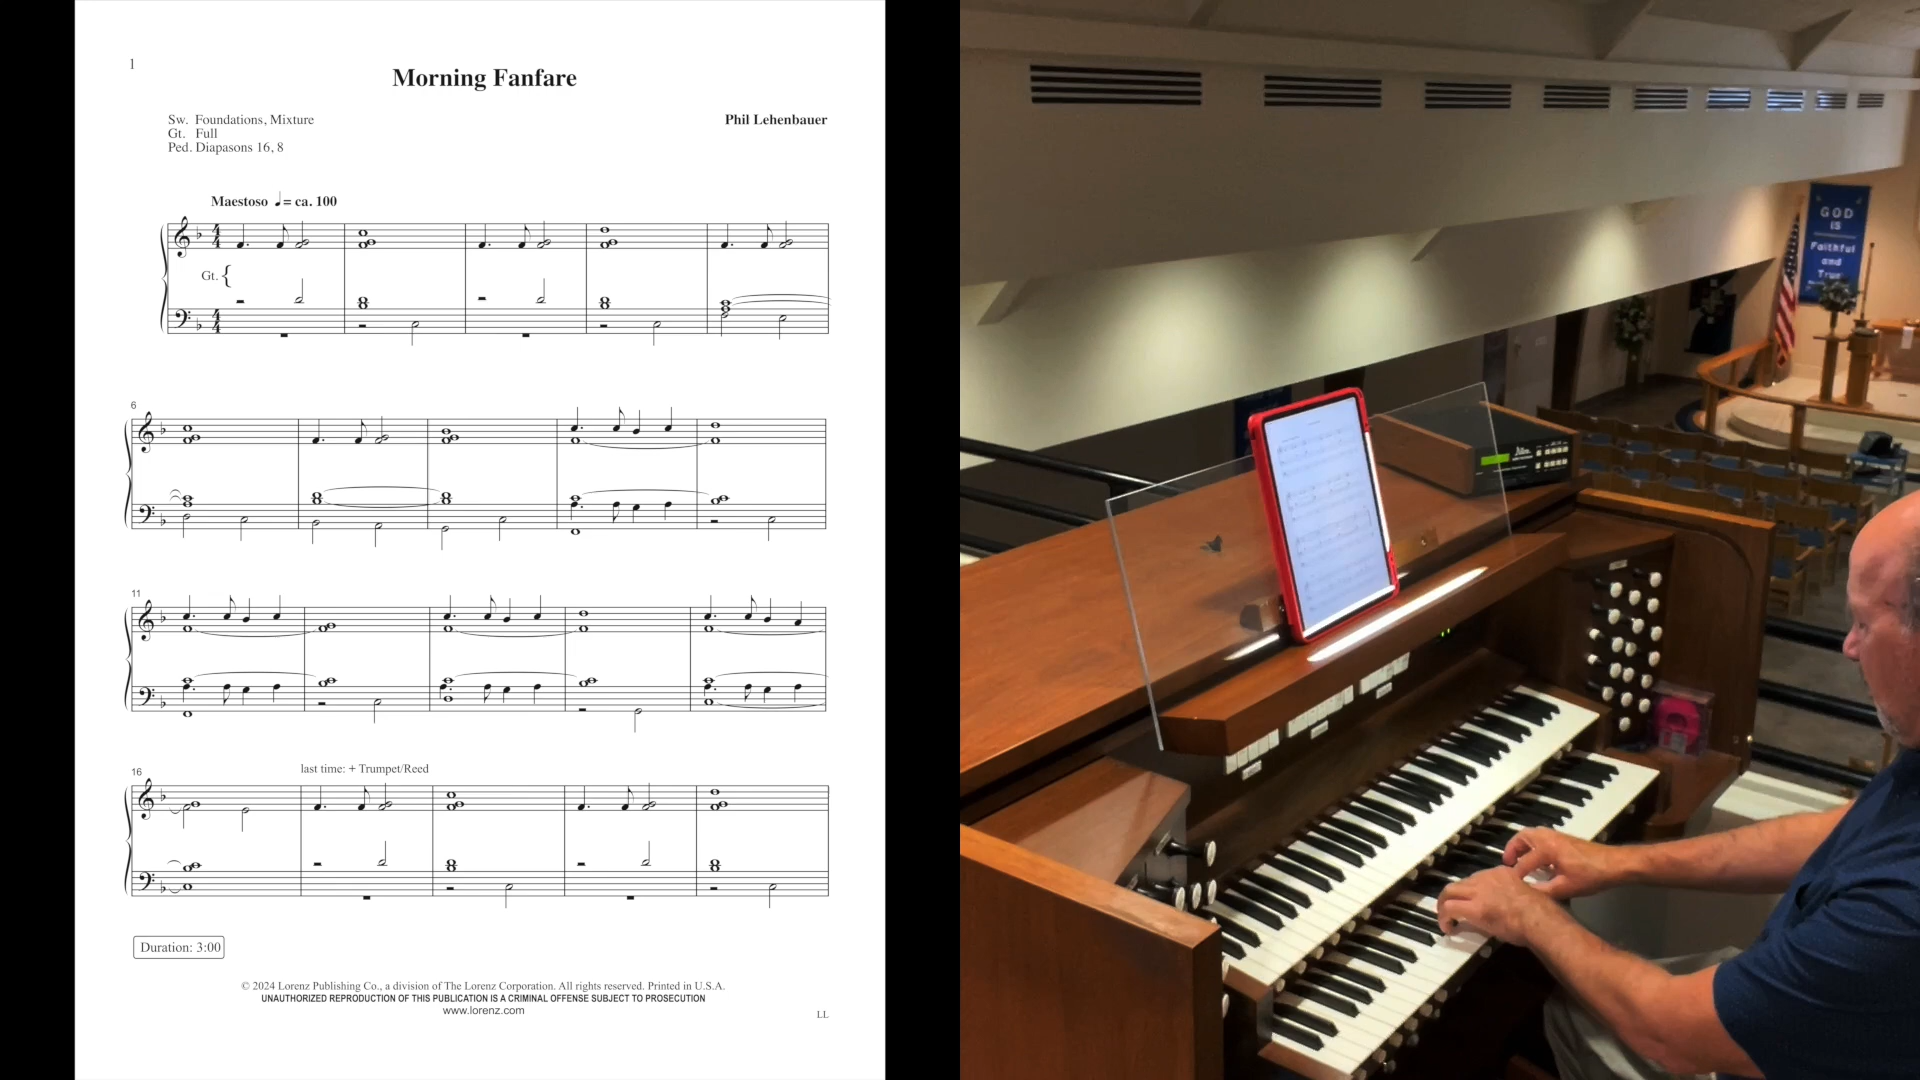 1
Morning Fanfare
Sw. Foundations, Mixture
Gt. Full
Ped. Diapasons 16, 8
Phil Lehenbauer
Maestoso ♩= ca. 100
Gt.
6
11
16
last time: + Trumpet/Reed
Duration: 3:00
© 2024 Lorenz Publishing Co., a division of The Lorenz Corporation. All rights reserved. Printed in U.S.A.
UNAUTHORIZED REPRODUCTION OF THIS PUBLICATION IS A CRIMINAL OFFENSE SUBJECT TO PROSECUTION
www.lorenz.com
LL
GOD
is
Faithful
and
True